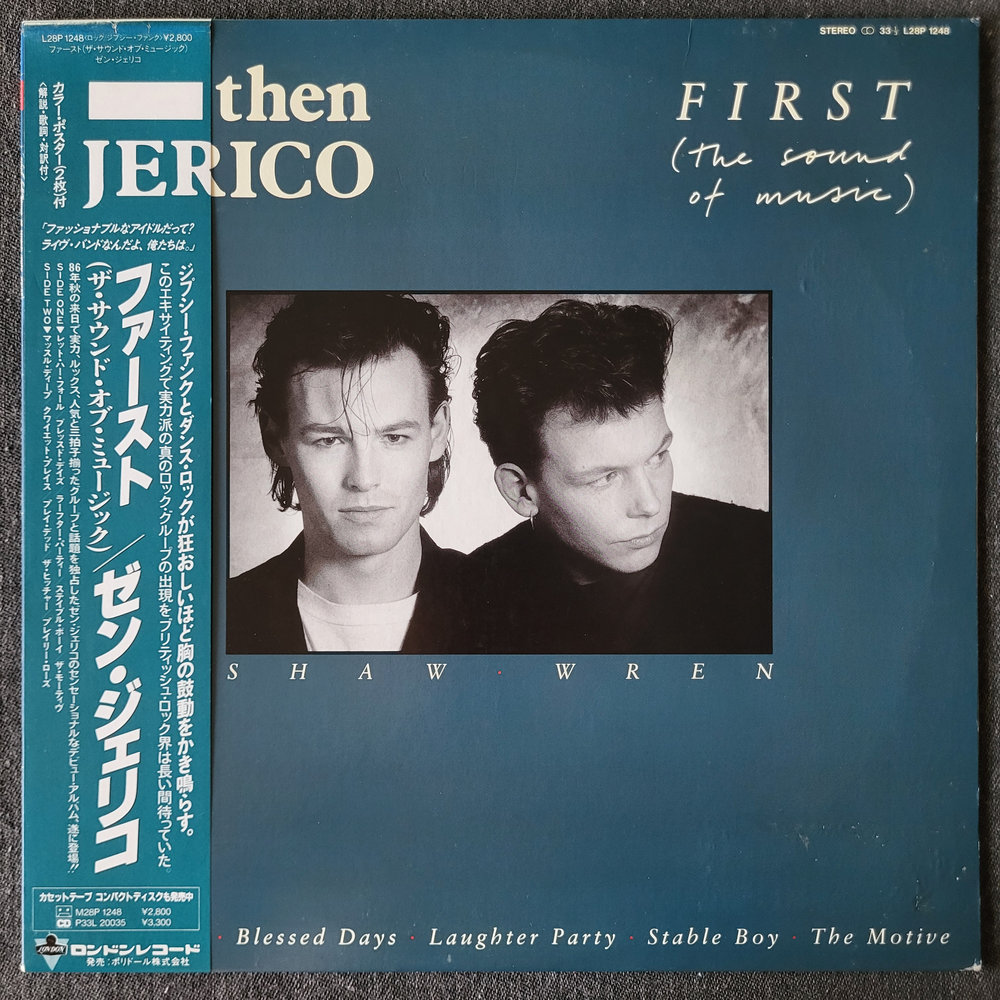 L28P 1248〈ロック/ジプシー・ファンク〉¥2,800
ファースト(ザ・サウンド・オブ・ミュージック)
ゼン・ジェリコ
STEREO 33⅓ L28P 1248
カラー・ポスター(2枚)付
〈解説・歌詞・対訳付〉
then
JERICO
FIRST
(the sound
of music)
「ファッショナブルなアイドルだって?
ライヴ・バンドなんだよ、俺たちは。」
ジプシー・ファンクとダンス・ロックが狂おしいほど胸の鼓動をかき鳴らす。
このエキサイティングで実力派の真のロック・グループの出現を、ブリティッシュ・ロック界は長い間待っていた。
ファースト/ゼン・ジェリコ
(ザ・サウンド・オブ・ミュージック)
86年秋の来日で実力、ルックス、人気と三拍子揃ったグループと話題を独占したゼン・ジェリコのセンセーショナルなデビュー・アルバム、遂に登場!!
SIDE ONE▼レット・ハー・フォール ブレッスド・デイズ ラーフター・パーティー ステイブル・ボーイ ザ・モーティヴ
SIDE TWO▼マッスル・ディープ クワイエット・プレイス プレイ・デッド ザ・ヒッチャー プレイリー・ローズ
SHAW · WREN
カセットテープ コンパクトディスクも発売中
M28P 1248 ¥2,800
CD P33L 20035 ¥3,300
LONDON ロンドンレコード
発売:ポリドール株式会社
· Blessed Days · Laughter Party · Stable Boy · The Motive